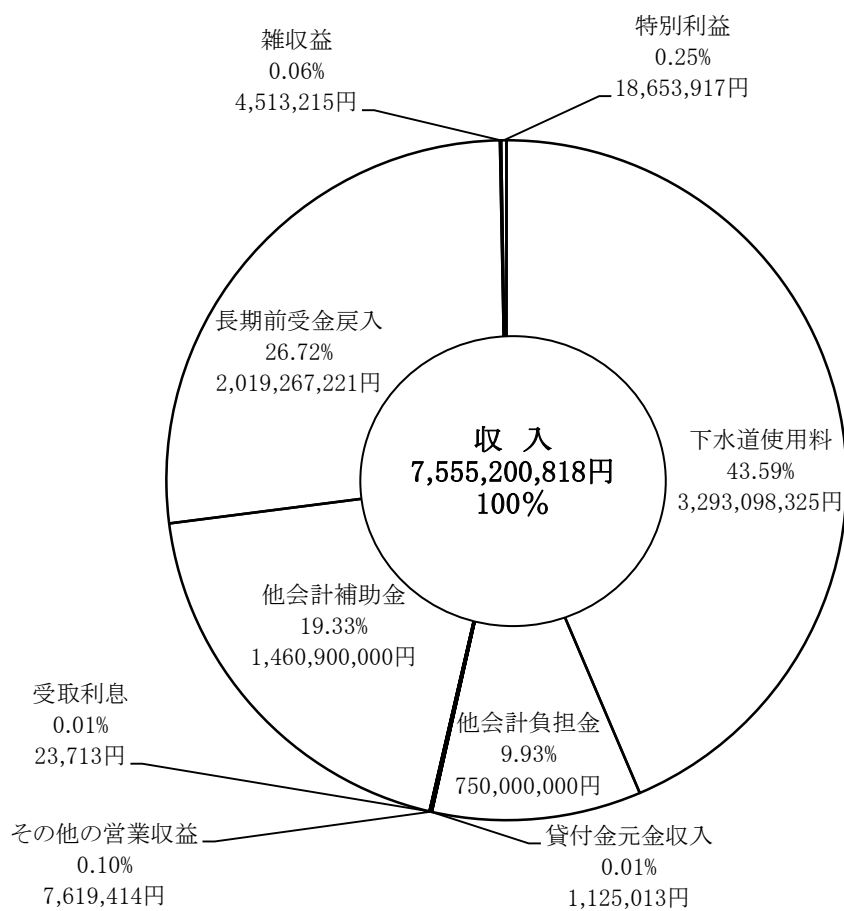 雑収益
0.06%
4,513,215円
特別利益
0.25%
18,653,917円
長期前受金戻入
26.72%
2,019,267,221円
収 入
7,555,200,818円
100%
下水道使用料
43.59%
3,293,098,325円
他会計補助金
19.33%
1,460,900,000円
受取利息
0.01%
23,713円
他会計負担金
9.93%
750,000,000円
その他の営業収益
0.10%
7,619,414円
貸付金元金収入
0.01%
1,125,013円